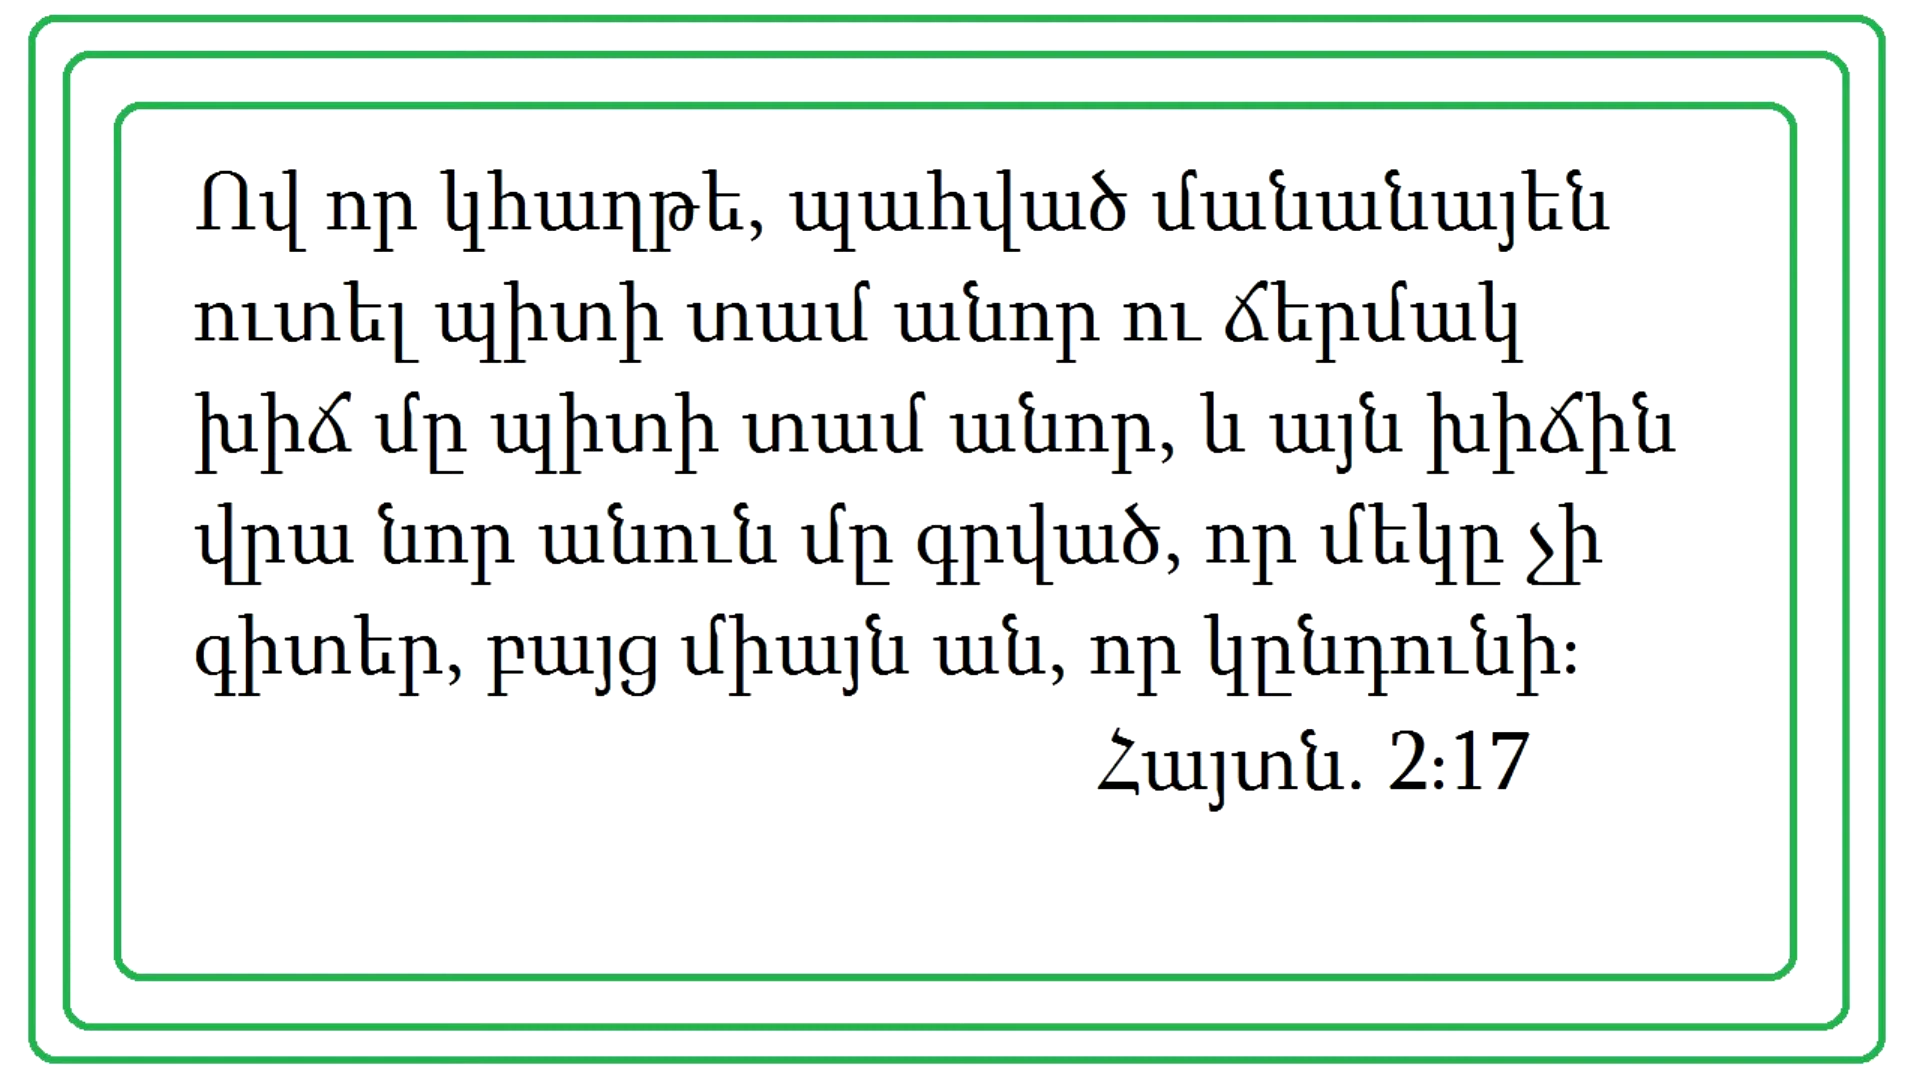 Ով որ կհաղթե, պահված մանանայեն
ուտել պիտի տամ անոր ու ճերմակ
խիճ մը պիտի տամ անոր, և այն խիճին
վրա նոր անուն մը գրված, որ մեկը չի
գիտեր, բայց միայն ան, որ կընդունի։
Հայտն. 2։17